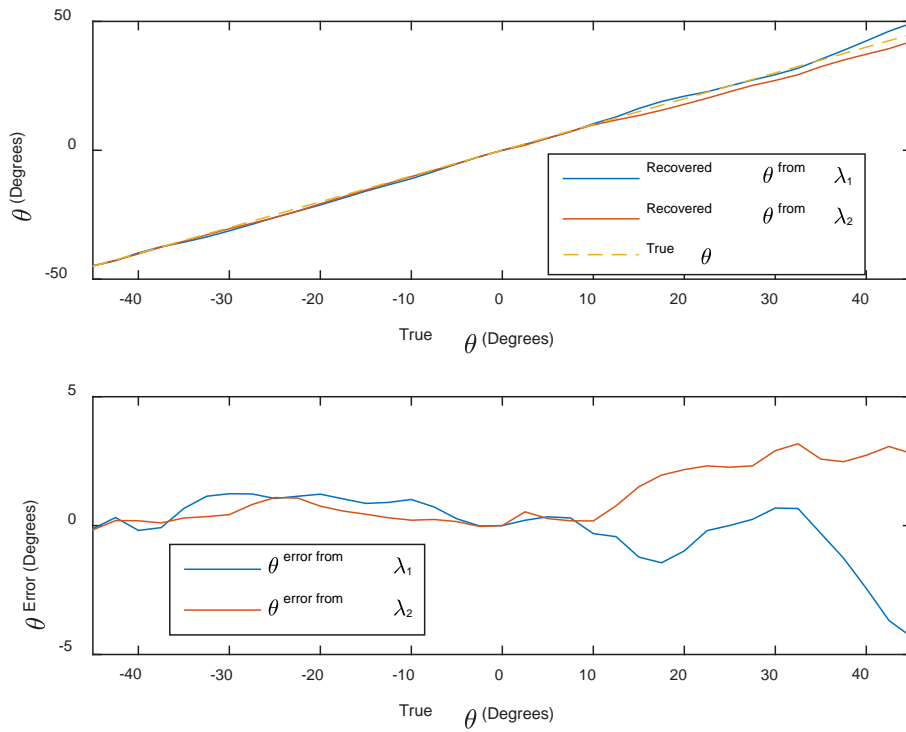 50
0
-50
θ (Degrees)
Recovered θ from λ₁
Recovered θ from λ₂
True θ
-40 -30 -20 -10 0 10 20 30 40
True θ (Degrees)
5
0
-5
θ Error (Degrees)
θ error from λ₁
θ error from λ₂
-40 -30 -20 -10 0 10 20 30 40
True θ (Degrees)